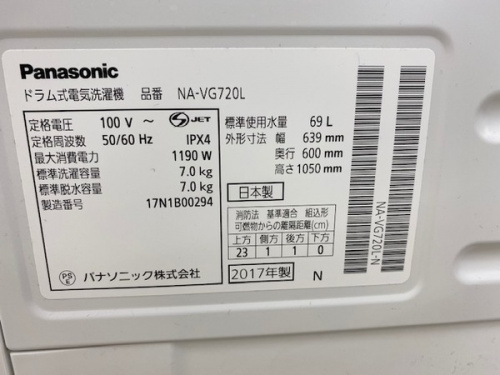 Panasonic
ドラム式電気洗濯機 品番 NA-VG720L
定格電圧 100 V ～
定格周波数 50/60 Hz IPX4
最大消費電力 1190 W
標準洗濯容量 7.0 kg
標準脱水容量 7.0 kg
製造番号 17N1B00294
S JET
標準使用水量 69 L
外形寸法 幅 639 mm
奥行 600 mm
高さ 1050 mm
日本製
消防法 基準適合 組込形
可燃物からの離隔距離(cm)
上方 側方 後方 下方
23 1 1 0
PS
E
パナソニック株式会社
2017年製 N
NA-VG720L-N